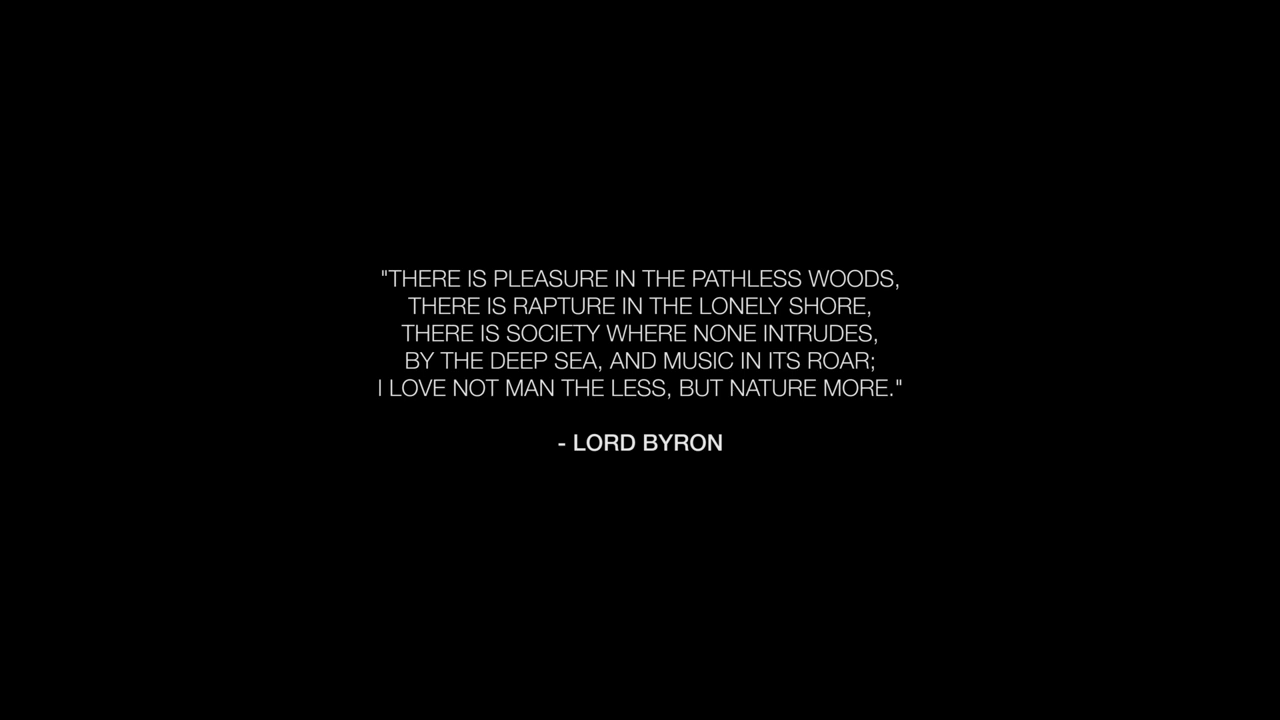 "THERE IS PLEASURE IN THE PATHLESS WOODS,
THERE IS RAPTURE IN THE LONELY SHORE,
THERE IS SOCIETY WHERE NONE INTRUDES,
BY THE DEEP SEA, AND MUSIC IN ITS ROAR;
I LOVE NOT MAN THE LESS, BUT NATURE MORE."
- LORD BYRON